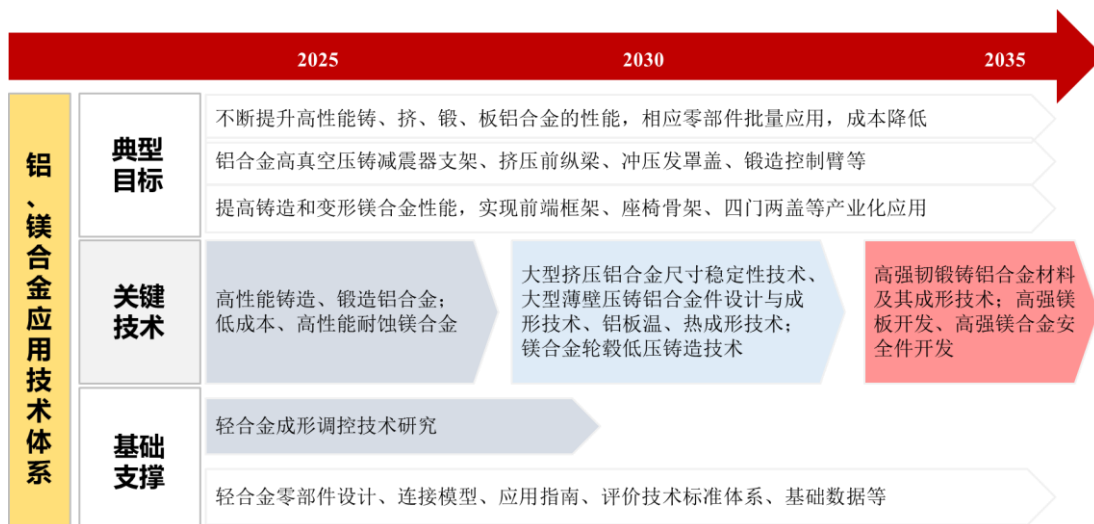 2025
2030
2035
铝、镁合金应用技术体系
典型
目标
不断提升高性能铸、挤、锻、板铝合金的性能，相应零部件批量应用，成本降低
铝合金高真空压铸减震器支架、挤压前纵梁、冲压发罩盖、锻造控制臂等
提高铸造和变形镁合金性能，实现前端框架、座椅骨架、四门两盖等产业化应用
关键
技术
高性能铸造、锻造铝合金；
低成本、高性能耐蚀镁合金
大型挤压铝合金尺寸稳定性技术、
大型薄壁压铸铝合金件设计与成
形技术、铝板温、热成形技术；
镁合金轮毂低压铸造技术
高强韧锻铸铝合金材料
及其成形技术；高强镁
板开发、高强镁合金安
全件开发
基础
支撑
轻合金成形调控技术研究
轻合金零部件设计、连接模型、应用指南、评价技术标准体系、基础数据等